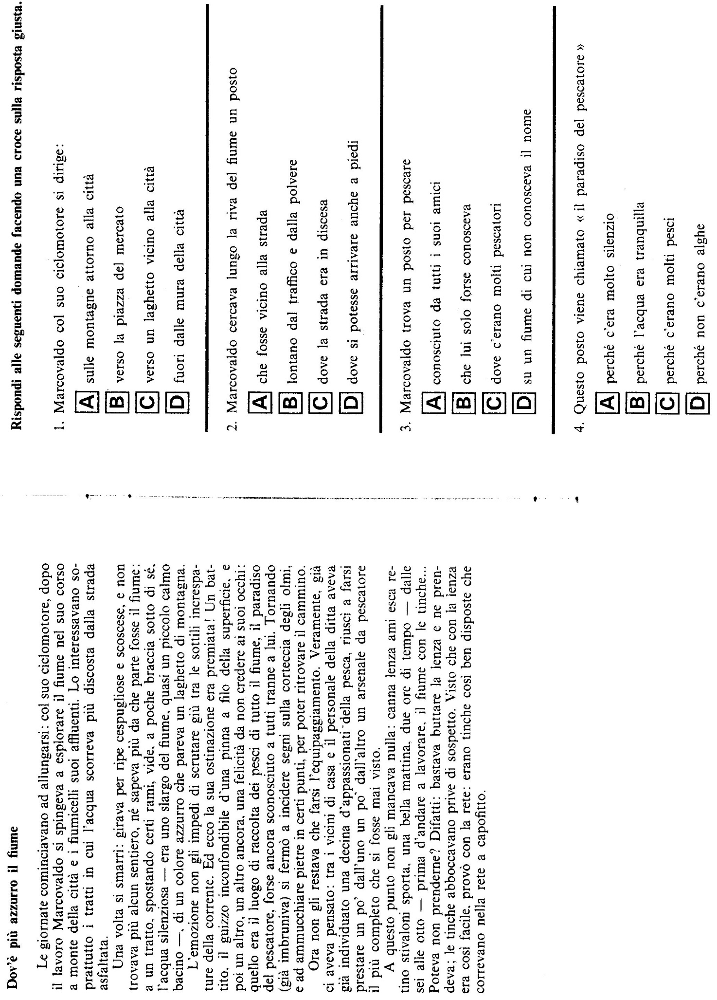 Dov'è più azzurro il fiume
Le giornate cominciavano ad allungarsi: col suo ciclomotore, dopo
il lavoro Marcovaldo si spingeva a esplorare il fiume nel suo corso
a monte della città e i fiumicelli suoi affluenti. Lo interessavano so-
prattutto i tratti in cui l'acqua scorreva più discosta dalla strada
asfaltata.
Una volta si smarrì: girava per ripe cespugliose e scoscese, e non
trovava più alcun sentiero, né sapeva più da che parte fosse il fiume:
a un tratto, spostando certi rami, vide, a poche braccia sotto di sé,
l'acqua silenziosa — era uno slargo del fiume, quasi un piccolo calmo
bacino —, di un colore azzurro che pareva un laghetto di montagna.
L'emozione non gli impedì di scrutare giù tra le sottili increspa-
ture della corrente. Ed ecco la sua ostinazione era premiata! Un bat-
tito, il guizzo inconfondibile d'una pinna a filo della superficie, e
poi un altro, un altro ancora, una felicità da non credere ai suoi occhi:
quello era il luogo di raccolta dei pesci di tutto il fiume, il paradiso
del pescatore, forse ancora sconosciuto a tutti tranne a lui. Tornando
(già imbruniva) si fermò a incidere segni sulla corteccia degli olmi,
e ad ammucchiare pietre in certi punti, per poter ritrovare il cammino.
Ora non gli restava che farsi l'equipaggiamento. Veramente, già
ci aveva pensato: tra i vicini di casa e il personale della ditta aveva
già individuato una decina d'appassionati della pesca, riuscì a farsi
prestare un po' dall'uno un po' dall'altro un arsenale da pescatore
il più completo che si fosse mai visto.
A questo punto non gli mancava nulla: canna lenza ami esca re-
tino stivaloni sporta, una bella mattina, due ore di tempo — dalle
sei alle otto — prima d'andare a lavorare, il fiume con le tinche...
Poteva non prenderne? Difatti: bastava buttare la lenza e ne pren-
deva; le tinche abboccavano prive di sospetto. Visto che con la lenza
era così facile, provò con la rete: erano tinche così ben disposte che
correvano nella rete a capofitto.
Rispondi alle seguenti domande facendo una croce sulla risposta giusta.
1. Marcovaldo col suo ciclomotore si dirige:
A sulle montagne attorno alla città
B verso la piazza del mercato
C verso un laghetto vicino alla città
D fuori dalle mura della città
2. Marcovaldo cercava lungo la riva del fiume un posto
A che fosse vicino alla strada
B lontano dal traffico e dalla polvere
C dove la strada era in discesa
D dove si potesse arrivare anche a piedi
3. Marcovaldo trova un posto per pescare
A conosciuto da tutti i suoi amici
B che lui solo forse conosceva
C dove c'erano molti pescatori
D su un fiume di cui non conosceva il nome
4. Questo posto viene chiamato « il paradiso del pescatore »
A perché c'era molto silenzio
B perché l'acqua era tranquilla
C perché c'erano molti pesci
D perché non c'erano alghe